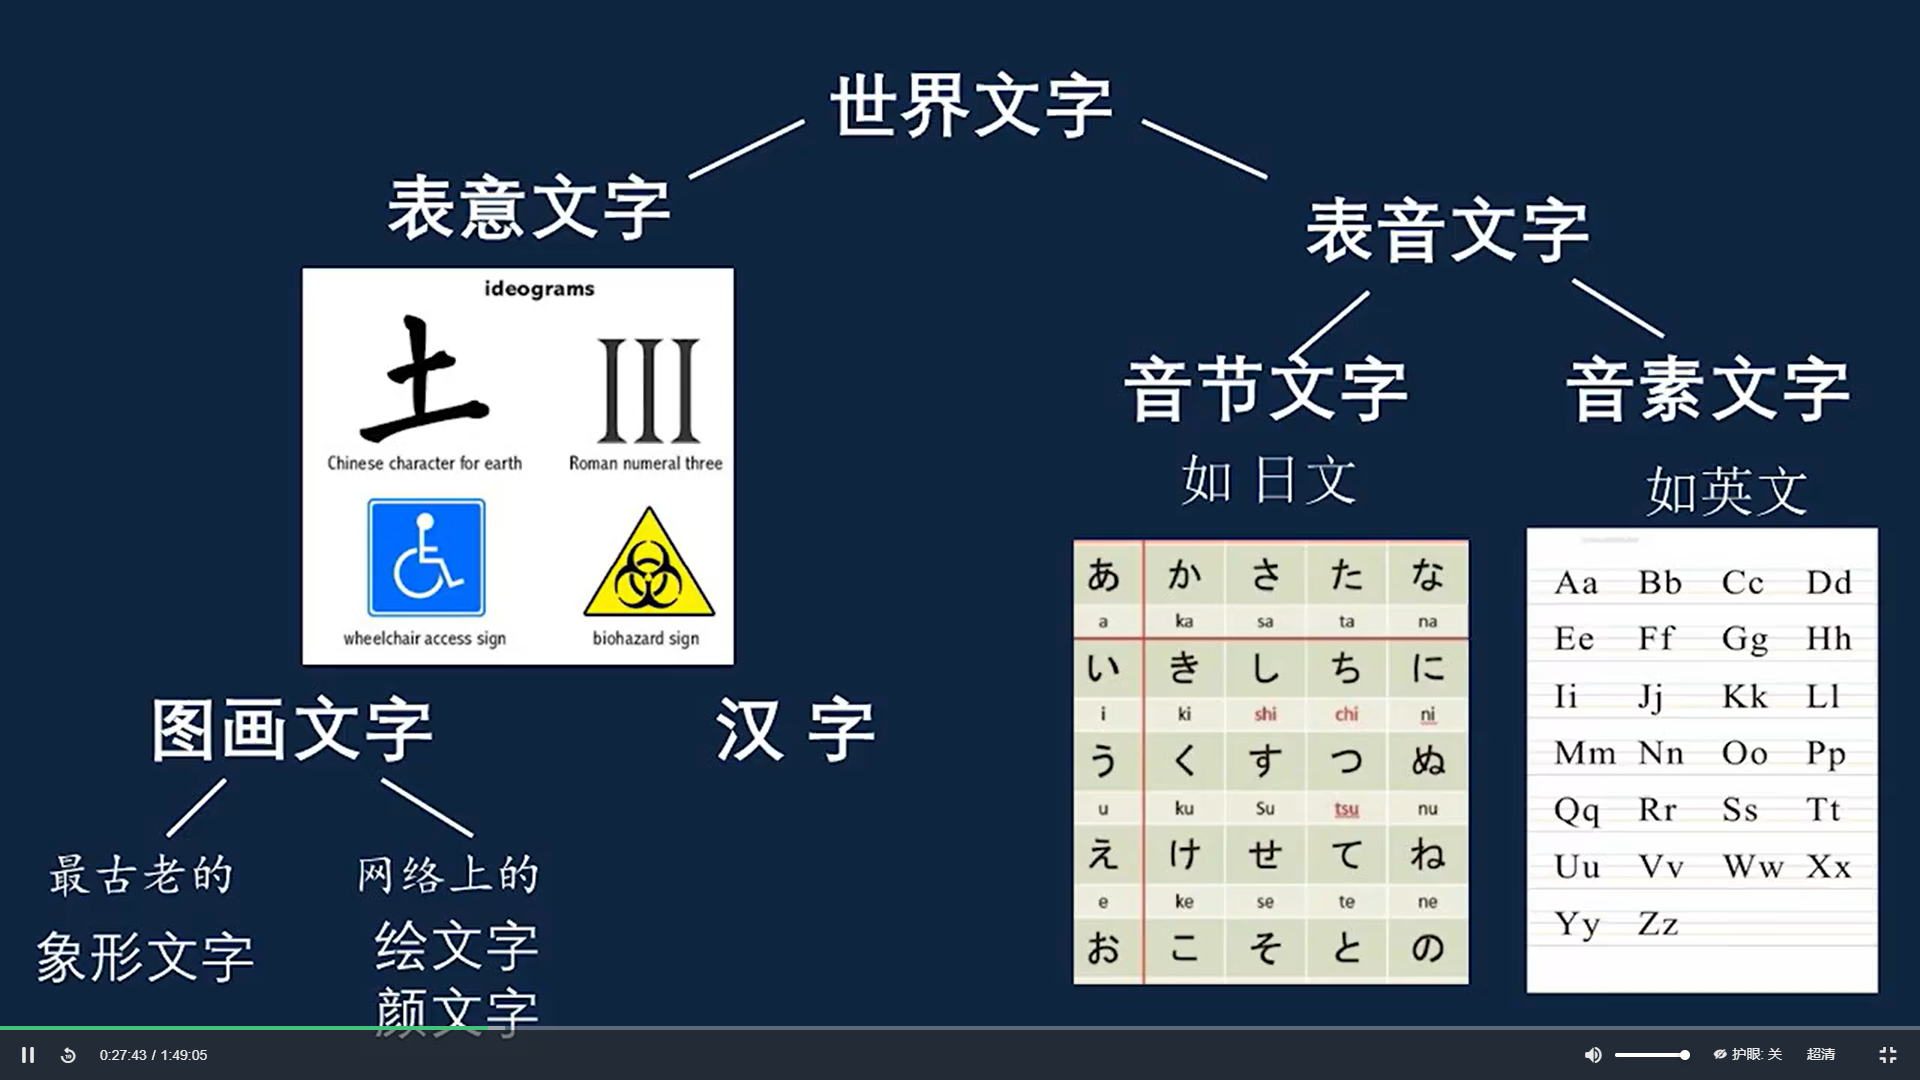 世界文字
表意文字
表音文字
ideograms
土 III
Chinese character for earth Roman numeral three
wheelchair access sign biohazard sign
音节文字 音素文字
如 日文 如英文
あ か さ た な
a ka sa ta na
い き し ち に
i ki shi chi ni
う く す つ ぬ
u ku Su tsu nu
え け せ て ね
e ke se te ne
お こ そ と の
Aa Bb Cc Dd
Ee Ff Gg Hh
Ii Jj Kk Ll
Mm Nn Oo Pp
Qq Rr Ss Tt
Uu Vv Ww Xx
Yy Zz
图画文字 汉 字
最古老的 网络上的
象形文字 绘文字
颜文字
0:27:43 / 1:49:05 护眼: 关 超清